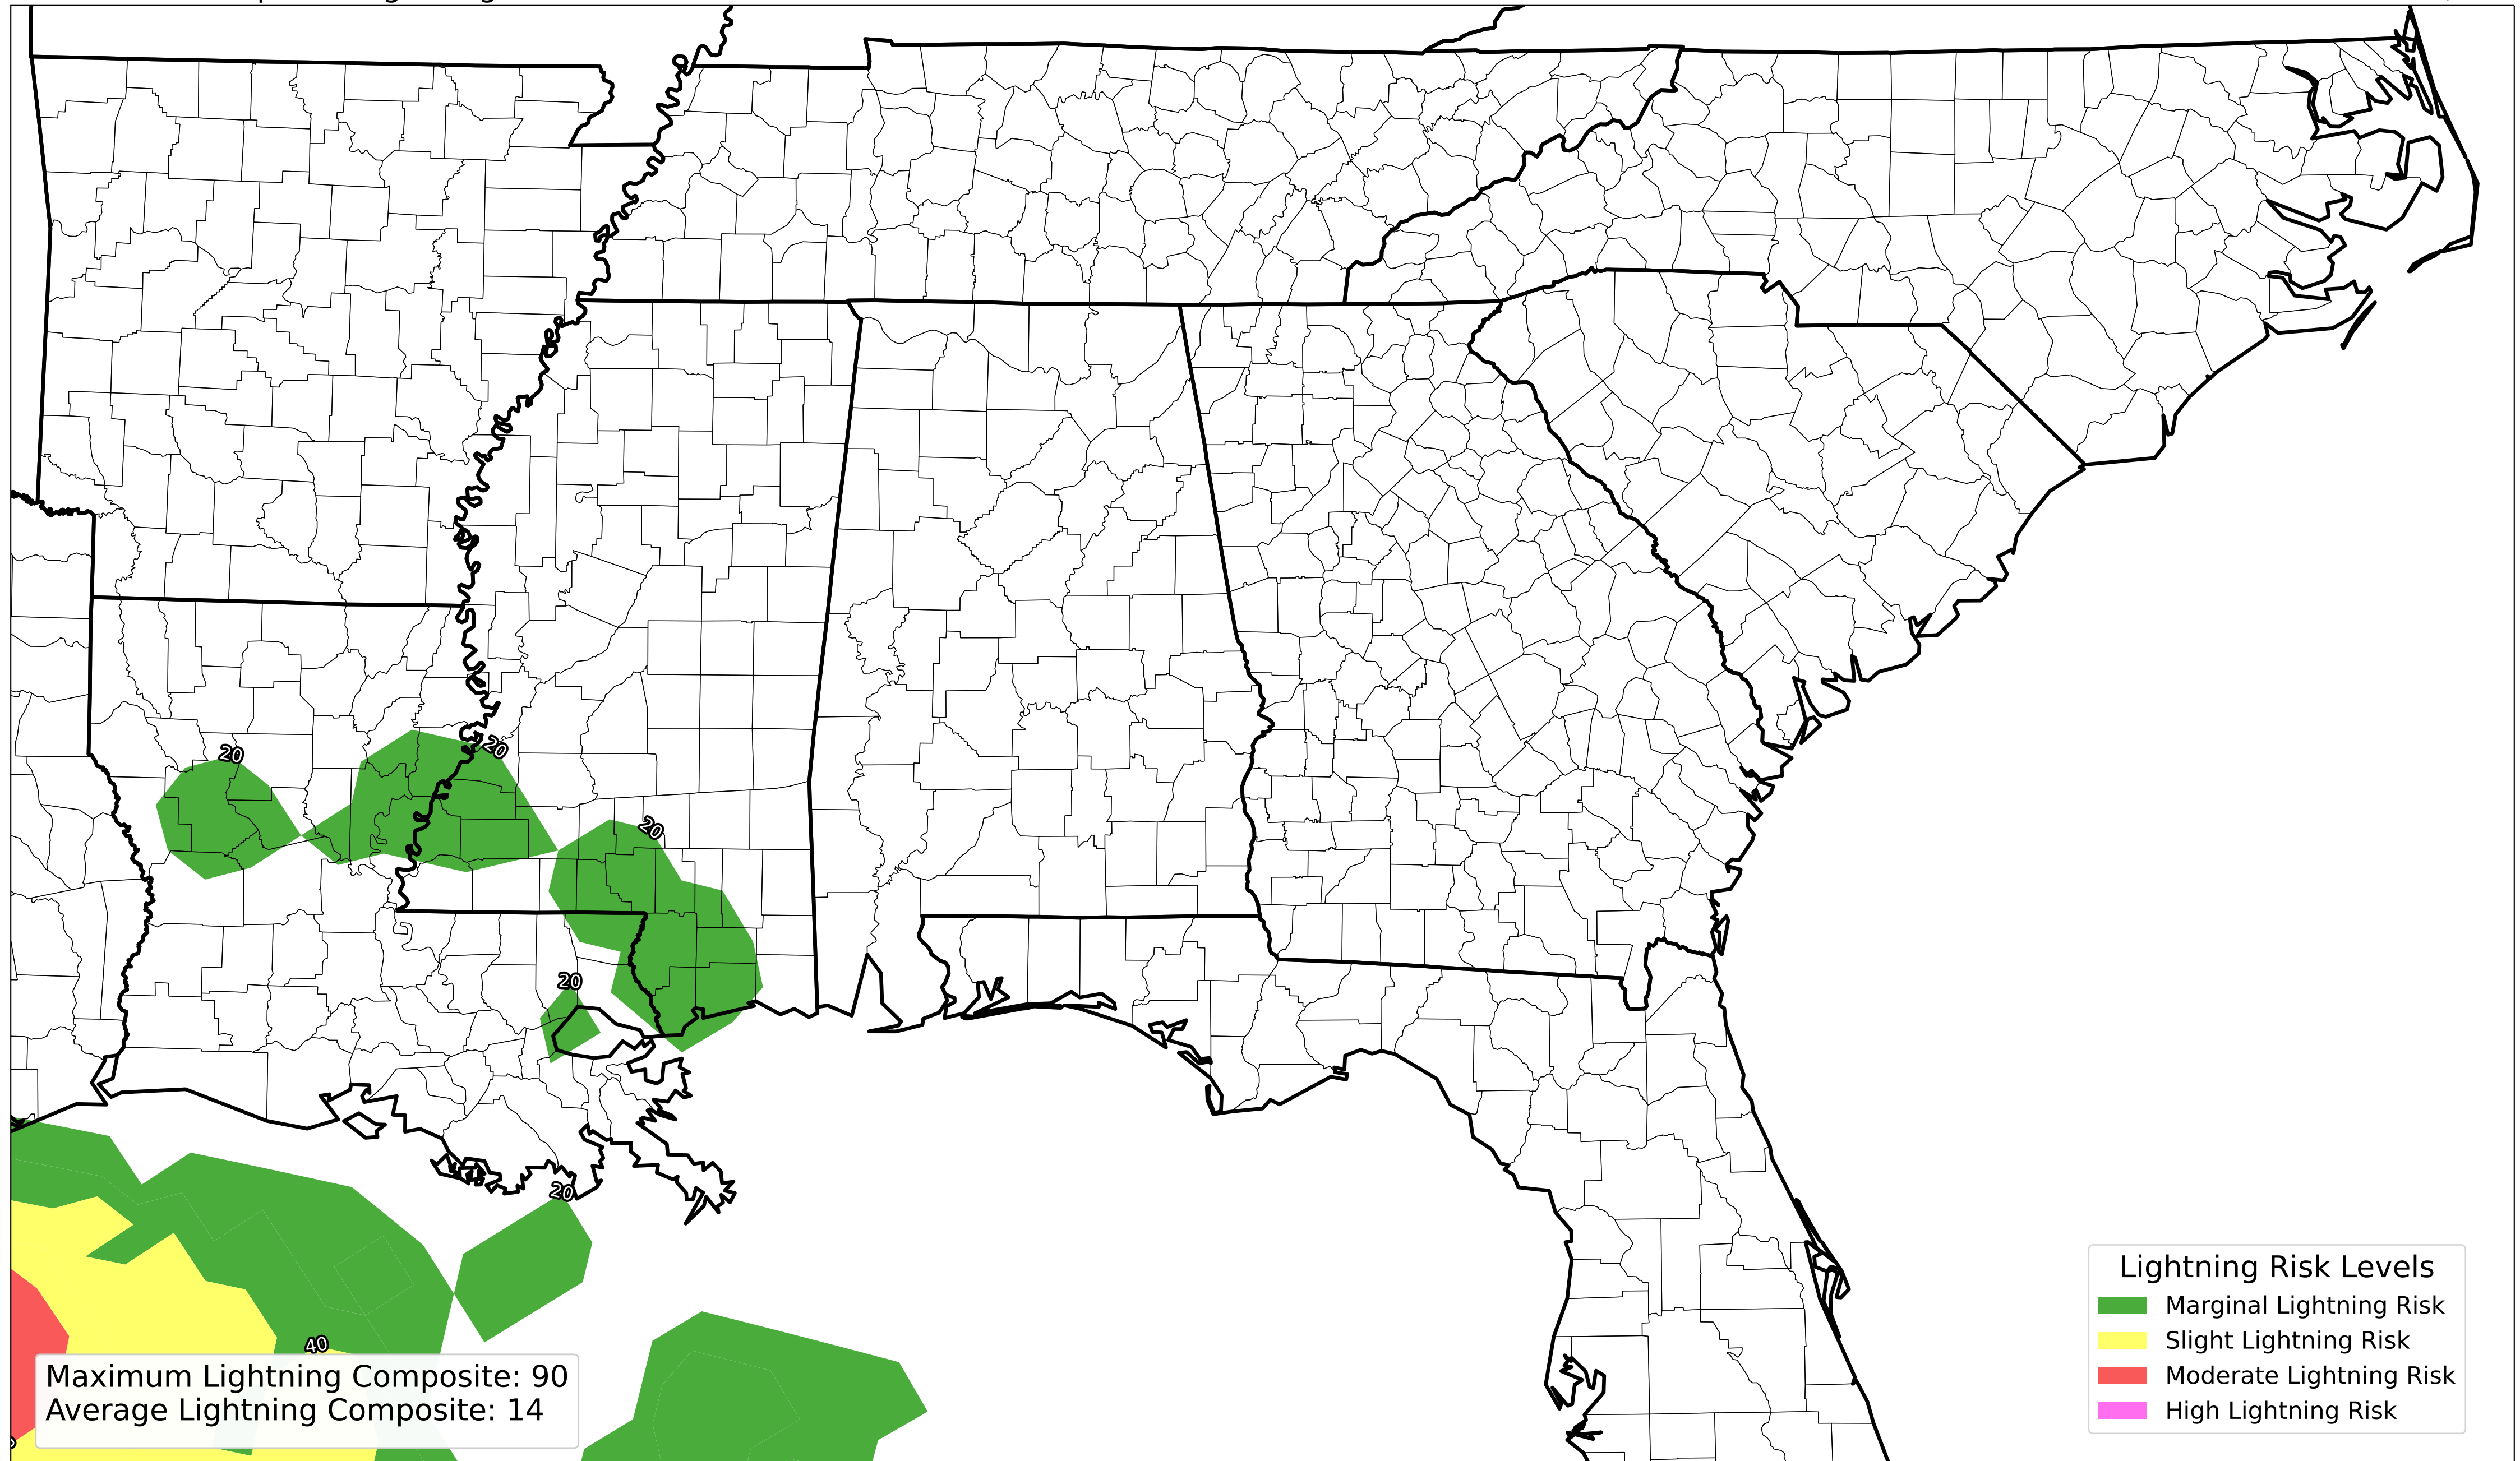 20
20
20
20
20
40
Maximum Lightning Composite: 90
Average Lightning Composite: 14
Lightning Risk Levels
Marginal Lightning Risk
Slight Lightning Risk
Moderate Lightning Risk
High Lightning Risk